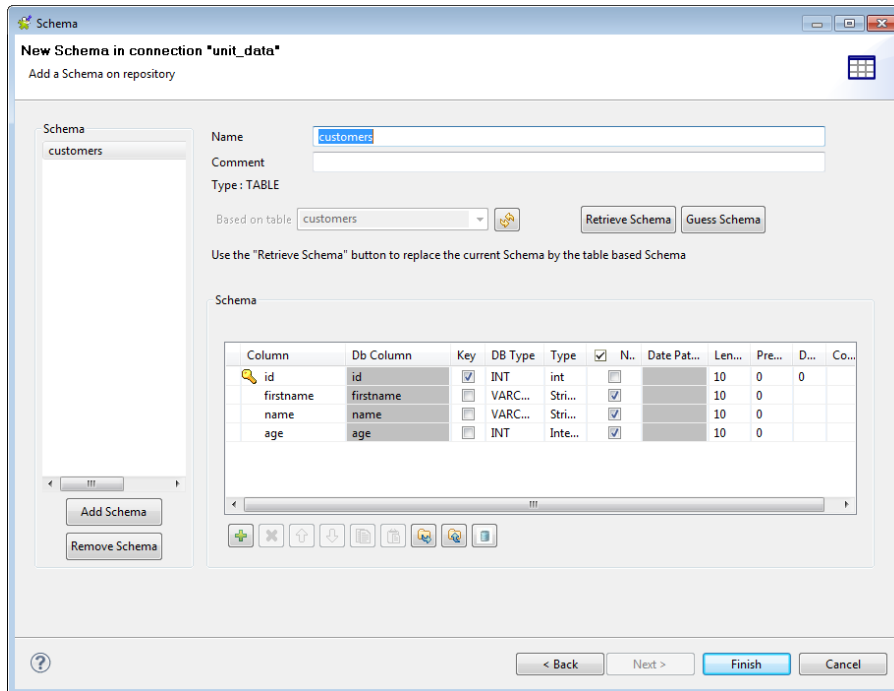 Schema
New Schema in connection "unit_data"
Add a Schema on repository
Schema
customers
Add Schema
Remove Schema
Name customers
Comment
Type : TABLE
Based on table customers Retrieve Schema Guess Schema
Use the "Retrieve Schema" button to replace the current Schema by the table based Schema
Schema
Column Db Column Key DB Type Type N.. Date Pat... Len... Pre... D... Co...
id id INT int 10 0 0
firstname firstname VARC... Stri... 10 0
name name VARC... Stri... 10 0
age age INT Inte... 10 0
? < Back Next > Finish Cancel